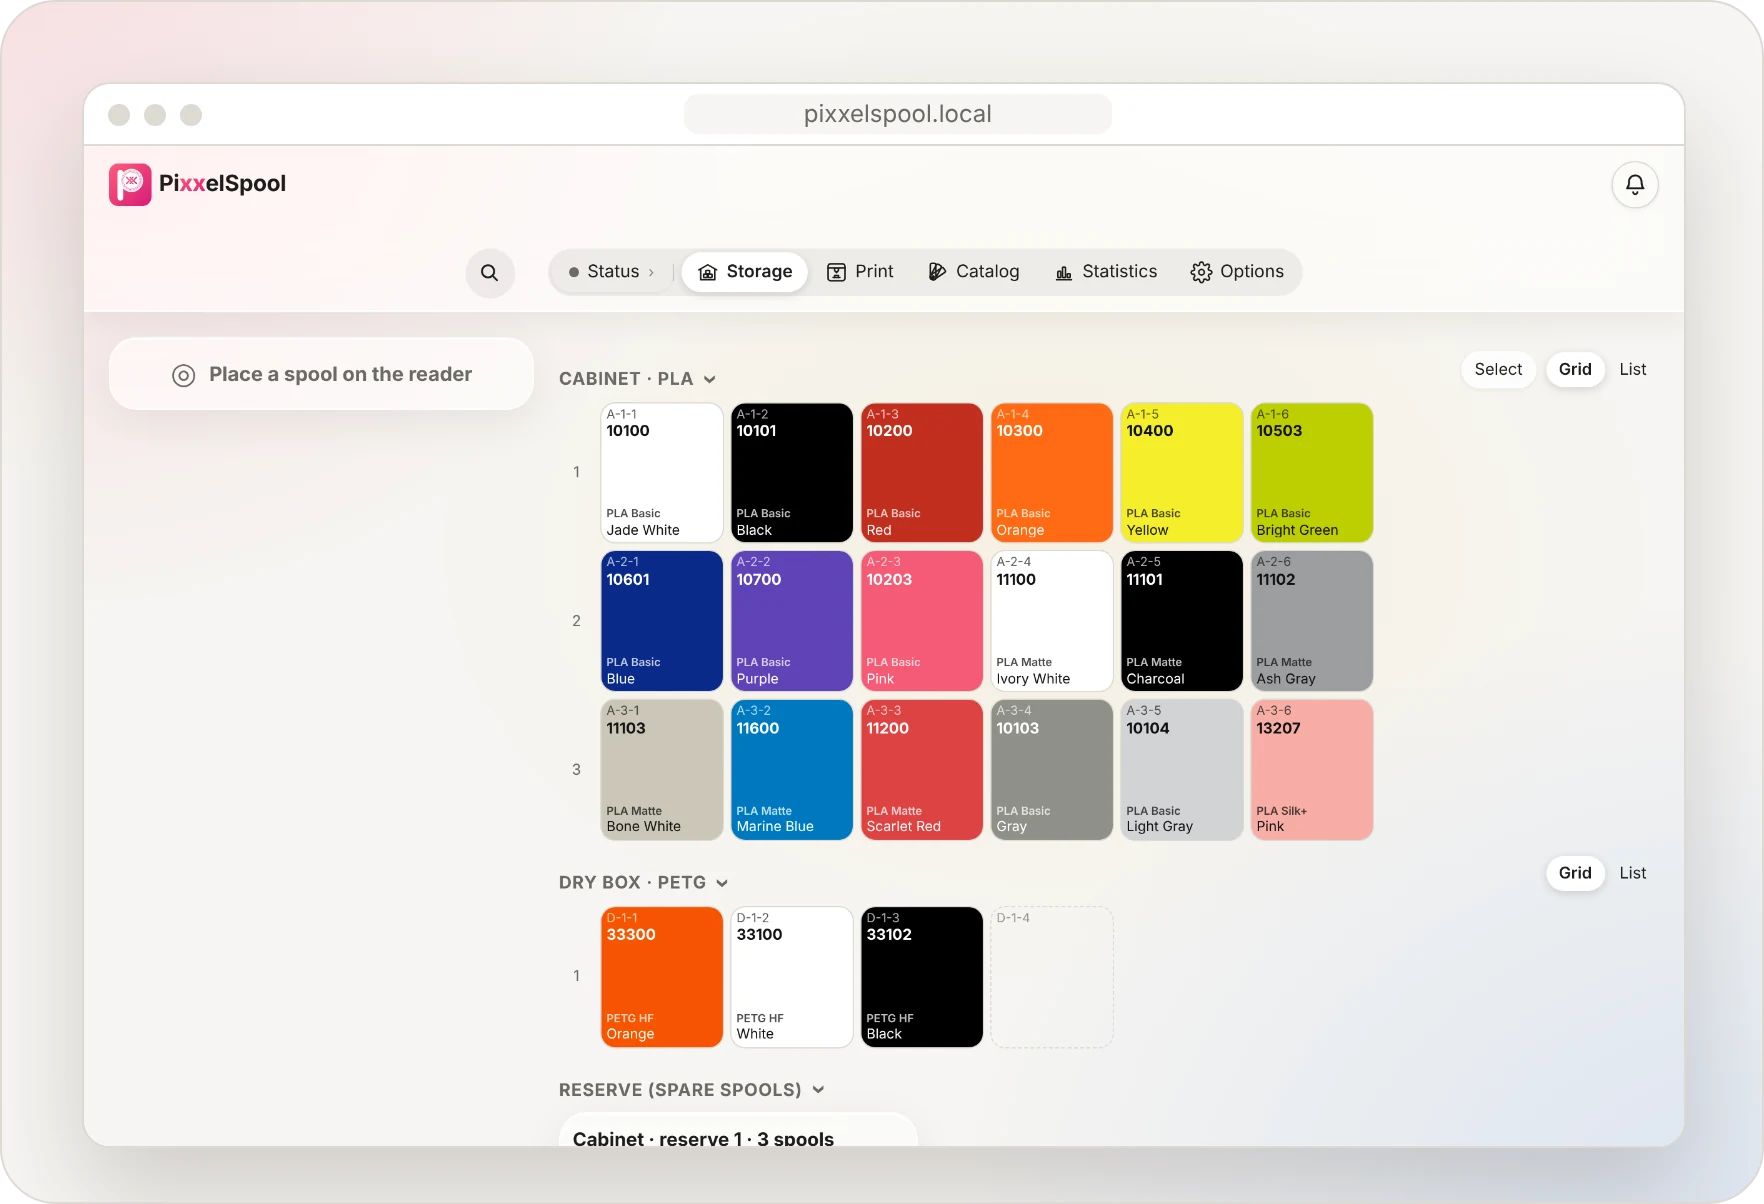 pixxelspool.local
PixxelSpool
Status ›
Storage
Print
Catalog
Statistics
Options
Place a spool on the reader
CABINET · PLA
Select
Grid
List
1
A-1-1
10100
PLA Basic
Jade White
A-1-2
10101
PLA Basic
Black
A-1-3
10200
PLA Basic
Red
A-1-4
10300
PLA Basic
Orange
A-1-5
10400
PLA Basic
Yellow
A-1-6
10503
PLA Basic
Bright Green
2
A-2-1
10601
PLA Basic
Blue
A-2-2
10700
PLA Basic
Purple
A-2-3
10203
PLA Basic
Pink
A-2-4
11100
PLA Matte
Ivory White
A-2-5
11101
PLA Matte
Charcoal
A-2-6
11102
PLA Matte
Ash Gray
3
A-3-1
11103
PLA Matte
Bone White
A-3-2
11600
PLA Matte
Marine Blue
A-3-3
11200
PLA Matte
Scarlet Red
A-3-4
10103
PLA Basic
Gray
A-3-5
10104
PLA Basic
Light Gray
A-3-6
13207
PLA Silk+
Pink
DRY BOX · PETG
Grid
List
1
D-1-1
33300
PETG HF
Orange
D-1-2
33100
PETG HF
White
D-1-3
33102
PETG HF
Black
D-1-4
RESERVE (SPARE SPOOLS)
Cabinet · reserve 1 · 3 spools